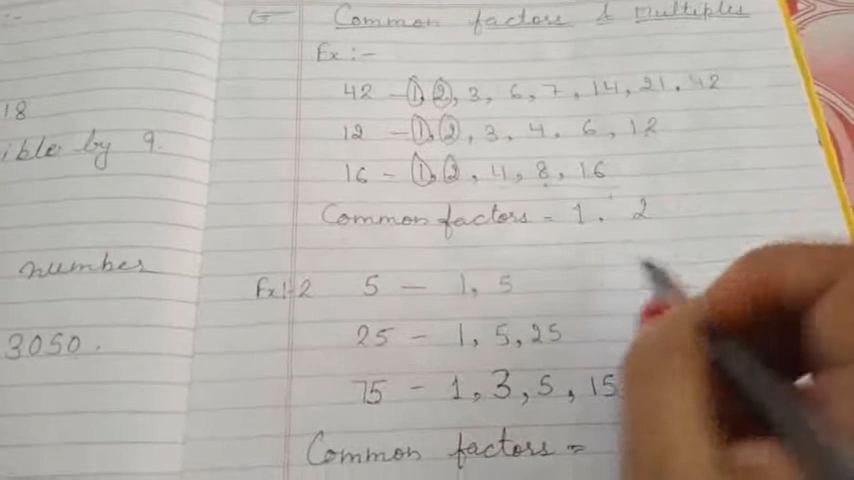 18
ible by 9.
number
3050.
Common factors & multiples
Ex :-
42 - 1, 2, 3, 6, 7, 14, 21, 42
12 - 1, 2, 3, 4, 6, 12
16 - 1, 2, 4, 8, 16
Common factors - 1, 2
Ex:-2 5 - 1, 5
25 - 1, 5, 25
75 - 1, 3, 5, 15
Common factors =